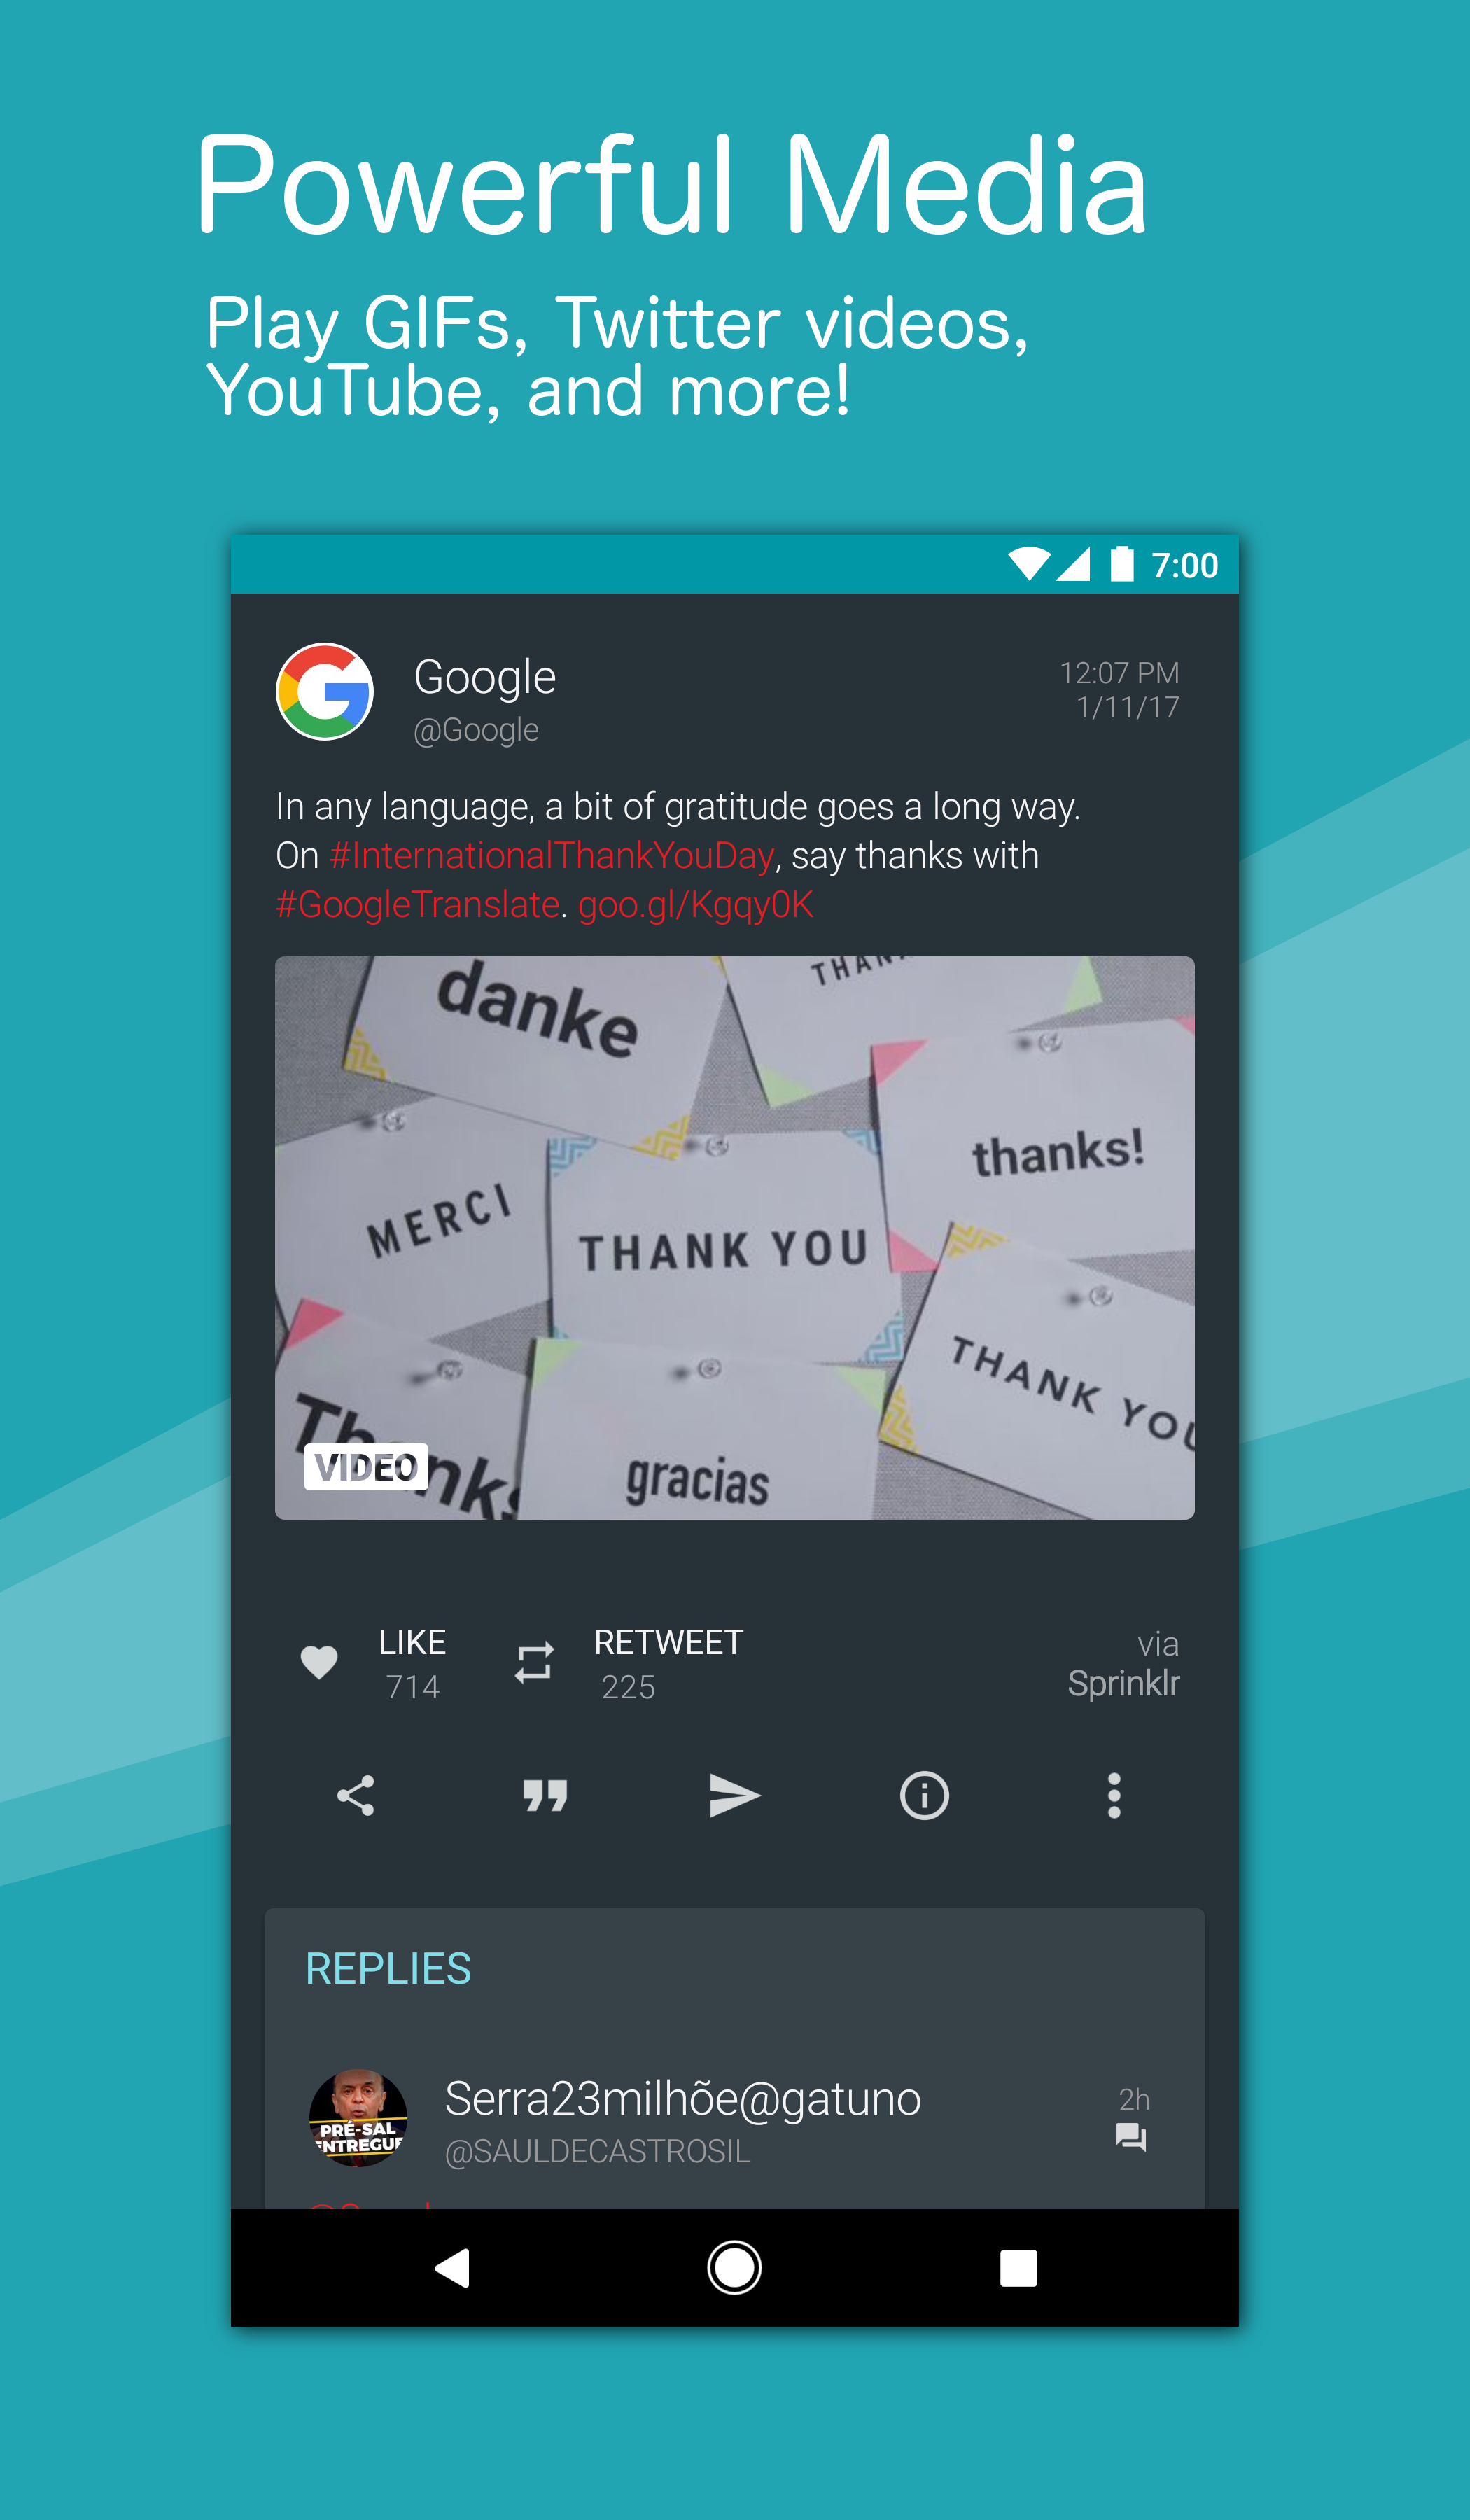 Powerful Media
Play GIFs, Twitter videos,
YouTube, and more!
7:00
Google
@Google
12:07 PM
1/11/17
In any language, a bit of gratitude goes a long way.
On #InternationalThankYouDay, say thanks with
#GoogleTranslate. goo.gl/Kgqy0K
danke
thanks!
MERCI
THANK YOU
THANK YOU
Thanks
gracias
VIDEO
LIKE
714
RETWEET
225
via
Sprinklr
REPLIES
Serra23milhõe@gatuno
@SAULDECASTROSIL
2h
PRÉ-SAL
ENTREGUE